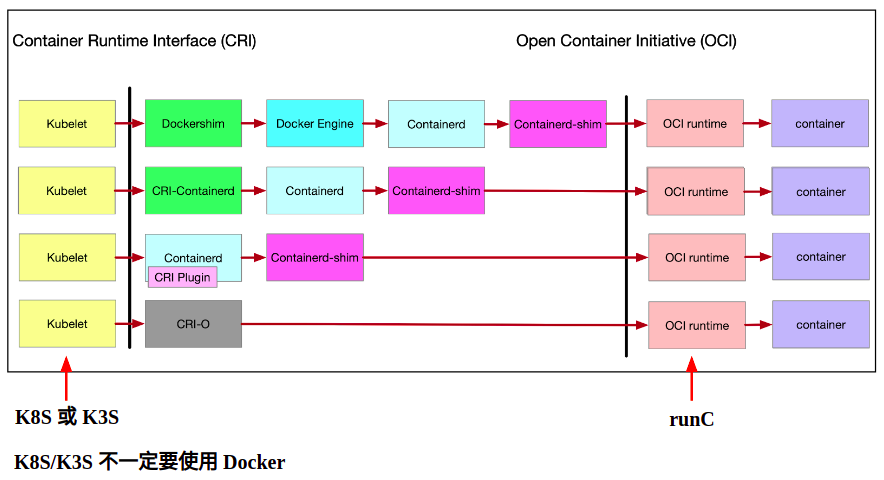 Container Runtime Interface (CRI) Open Container Initiative (OCI)
Kubelet Dockershim Docker Engine Containerd Containerd-shim OCI runtime container
Kubelet CRI-Containerd Containerd Containerd-shim OCI runtime container
Kubelet Containerd Containerd-shim OCI runtime container
CRI Plugin
Kubelet CRI-O OCI runtime container
K8S 或 K3S runC
K8S/K3S 不一定要使用 Docker